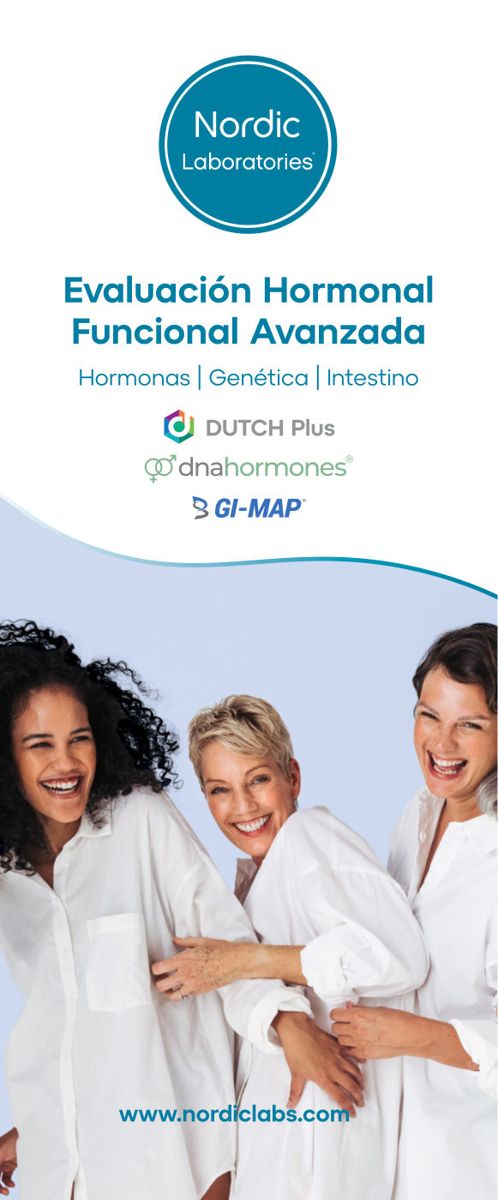 Nordic
Laboratories®
Evaluación Hormonal
Funcional Avanzada
Hormonas | Genética | Intestino
DUTCH Plus
dnahormones®
GI-MAP®
www.nordiclabs.com